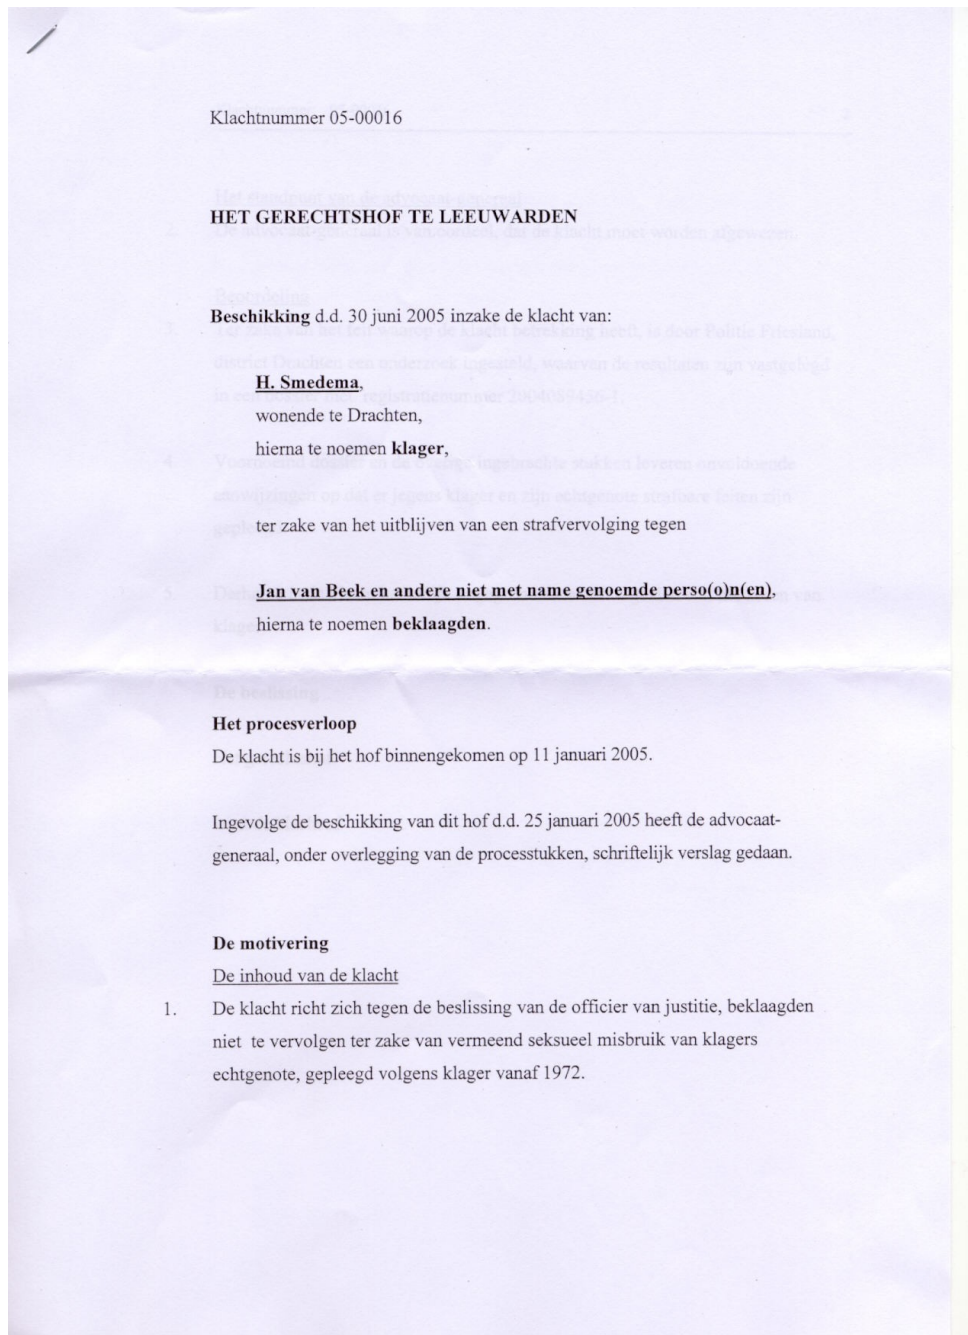 Klachtnummer 05-00016
HET GERECHTSHOF TE LEEUWARDEN
Beschikking d.d. 30 juni 2005 inzake de klacht van:
H. Smedema,
wonende te Drachten,
hierna te noemen klager,
ter zake van het uitblijven van een strafvervolging tegen
Jan van Beek en andere niet met name genoemde perso(o)n(en),
hierna te noemen beklaagden.
Het procesverloop
De klacht is bij het hof binnengekomen op 11 januari 2005.
Ingevolge de beschikking van dit hof d.d. 25 januari 2005 heeft de advocaat-
generaal, onder overlegging van de processtukken, schriftelijk verslag gedaan.
De motivering
De inhoud van de klacht
1. De klacht richt zich tegen de beslissing van de officier van justitie, beklaagden
niet te vervolgen ter zake van vermeend seksueel misbruik van klagers
echtgenote, gepleegd volgens klager vanaf 1972.